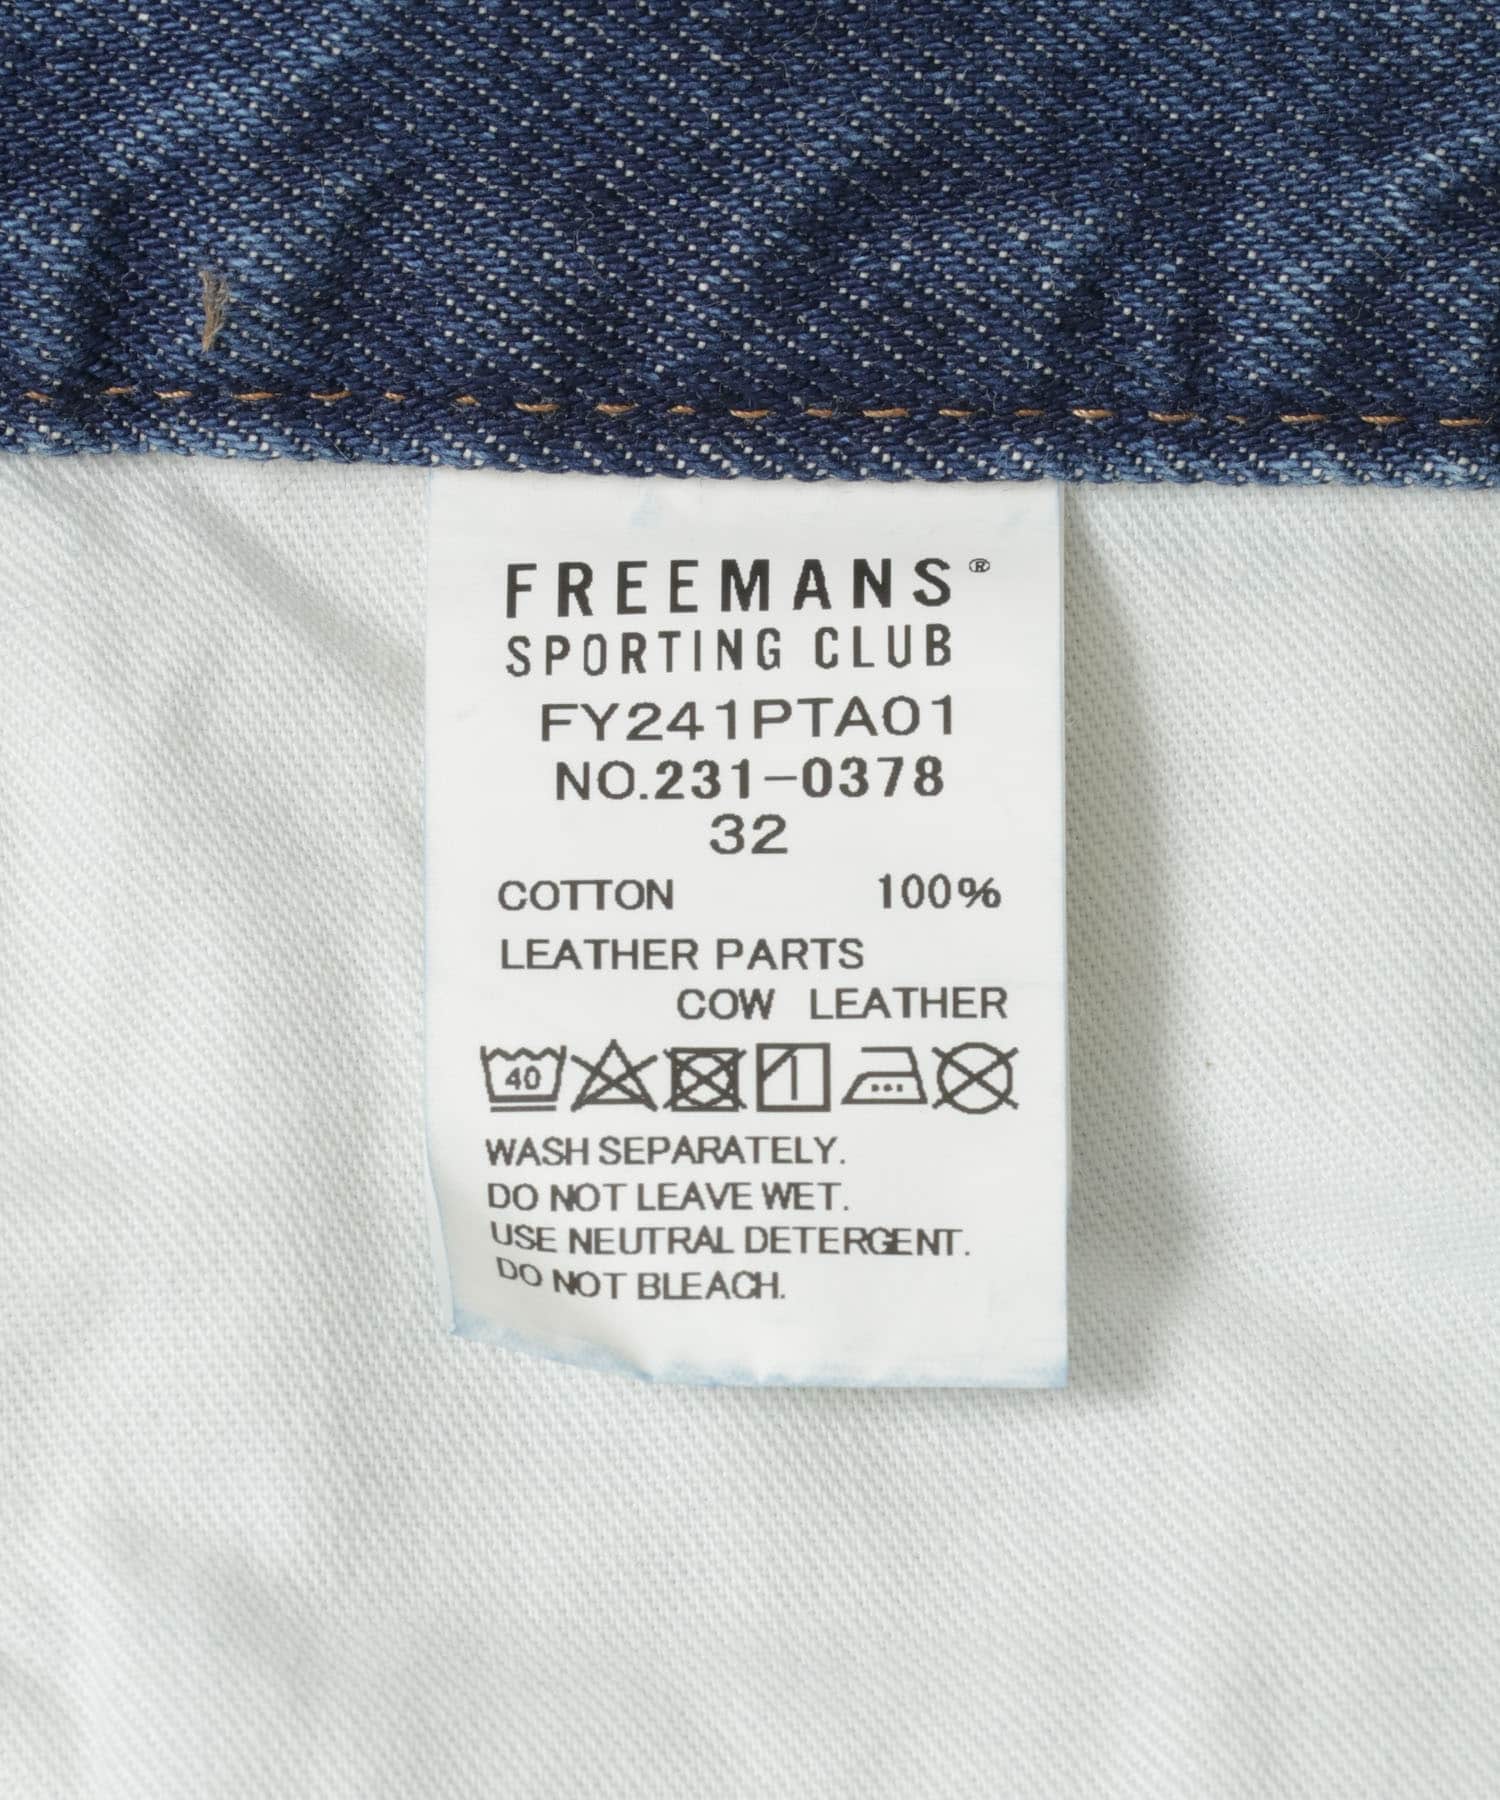 FREEMANS®
SPORTING CLUB
FY241PTA01
NO.231-0378
32
COTTON 100%
LEATHER PARTS
COW LEATHER
40
WASH SEPARATELY.
DO NOT LEAVE WET.
USE NEUTRAL DETERGENT.
DO NOT BLEACH.